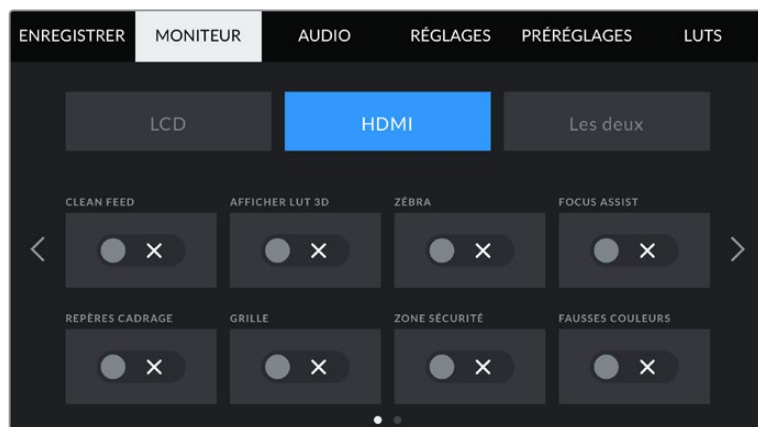 ENREGISTRER MONITEUR AUDIO RÉGLAGES PRÉRÉGLAGES LUTS
LCD HDMI Les deux
CLEAN FEED AFFICHER LUT 3D ZÉBRA FOCUS ASSIST
REPÈRES CADRAGE GRILLE ZONE SÉCURITÉ FAUSSES COULEURS